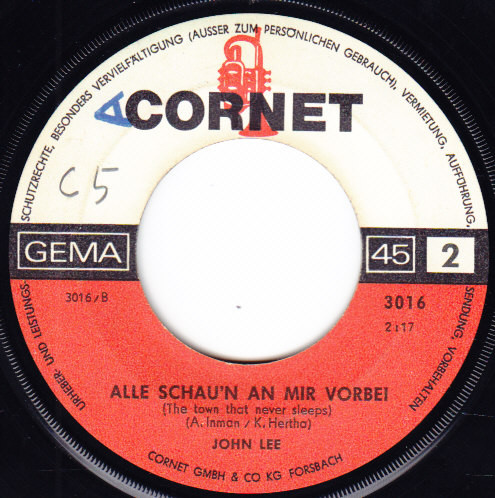 URHEBER- UND LEISTUNGS-SCHUTZRECHTE, BESONDERS VERVIELFÄLTIGUNG (AUSSER ZUM PERSÖNLICHEN GEBRAUCH), VERMIETUNG, AUFFÜHRUNG, SENDUNG, VORBEHALTEN
A
CORNET
C5
GEMA
45 2
3016/B
3016
2:17
ALLE SCHAU'N AN MIR VORBEI
(The town that never sleeps)
(A. Inman / K. Hertha)
JOHN LEE
CORNET GMBH & CO KG FORSBACH